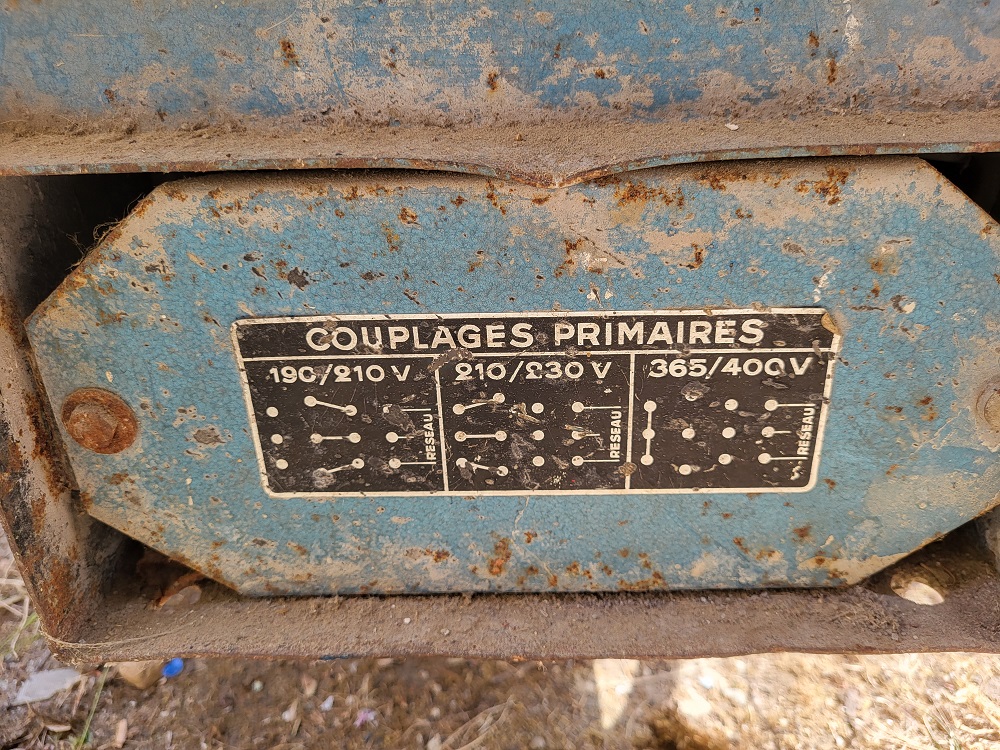 COUPLAGES PRIMAIRES
190/210 V
210/230 V
365/400 V
RESEAU
RESEAU
RESEAU